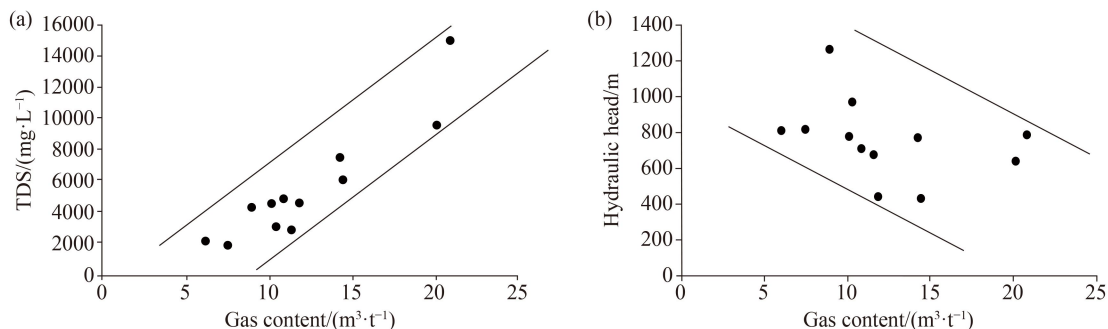 (a)
16000
14000
12000
10000
8000
6000
4000
2000
0
TDS/(mg·L⁻¹)
0 5 10 15 20 25
Gas content/(m³·t⁻¹)
(b)
1400
1200
1000
800
600
400
200
0
Hydraulic head/m
0 5 10 15 20 25
Gas content/(m³·t⁻¹)